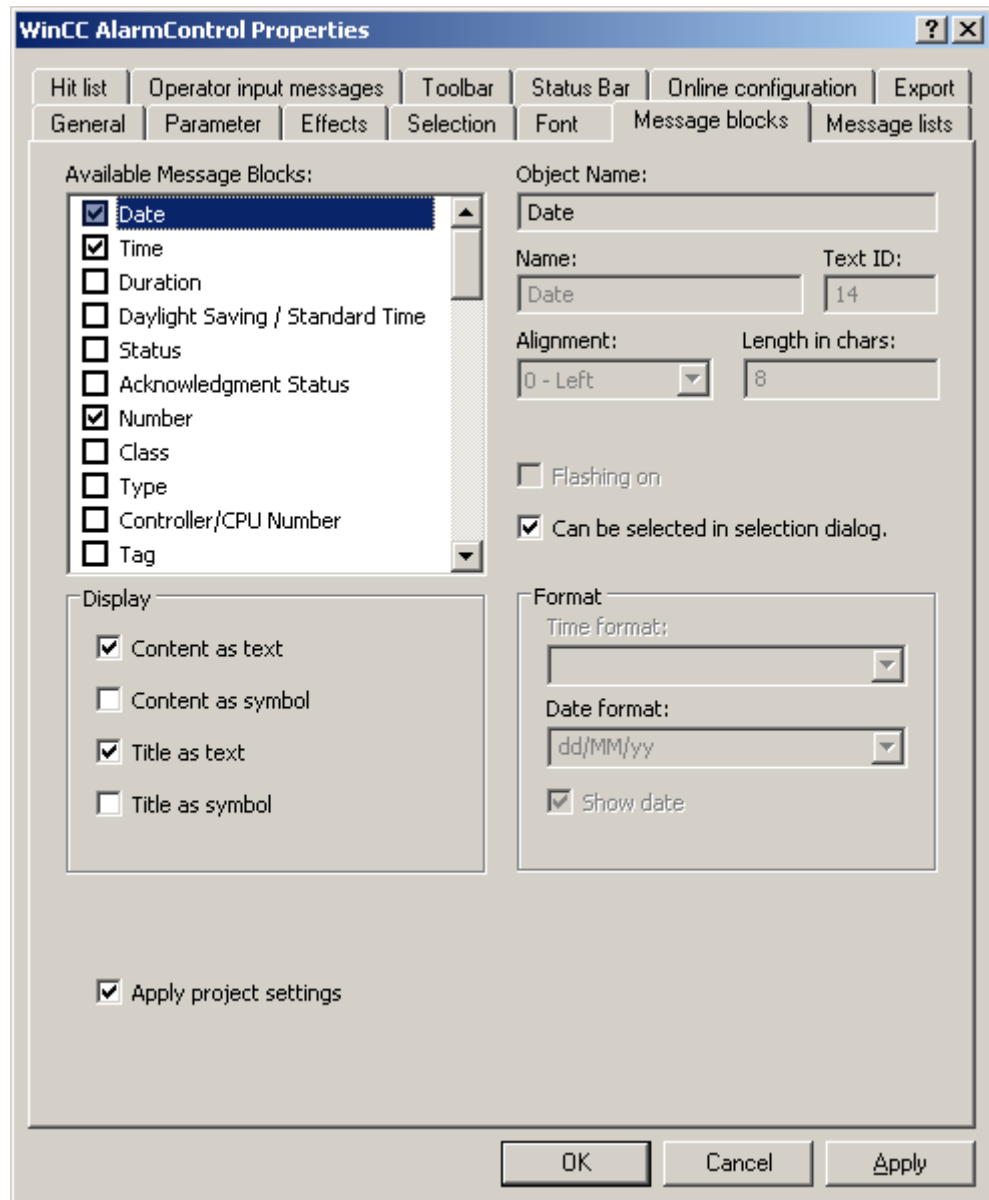 WinCC AlarmControl Properties
Hit list Operator input messages Toolbar Status Bar Online configuration Export
General Parameter Effects Selection Font Message blocks Message lists
Available Message Blocks:
Date
Time
Duration
Daylight Saving / Standard Time
Status
Acknowledgment Status
Number
Class
Type
Controller/CPU Number
Tag
Object Name:
Date
Name: Text ID:
Date 14
Alignment: Length in chars:
0 - Left 8
Flashing on
Can be selected in selection dialog.
Display
Content as text
Content as symbol
Title as text
Title as symbol
Format
Time format:
Date format:
dd/MM/yy
Show date
Apply project settings
OK Cancel Apply